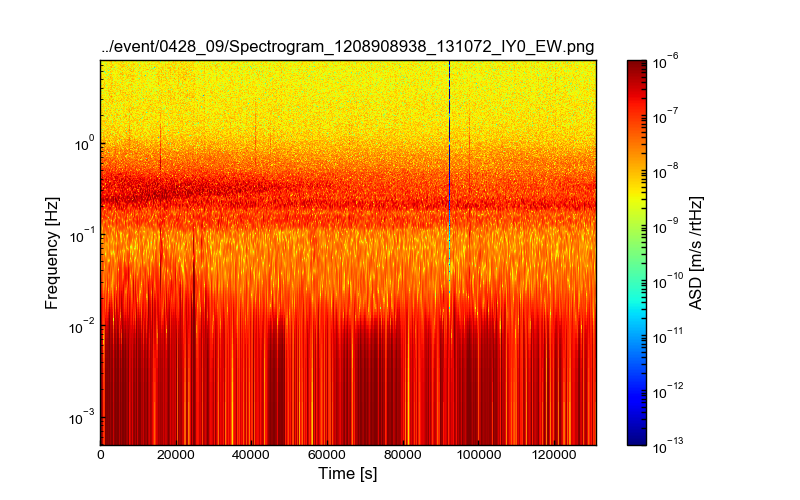 ../event/0428_09/Spectrogram_1208908938_131072_IY0_EW.png
Frequency [Hz]
10⁰
10⁻¹
10⁻²
10⁻³
0 20000 40000 60000 80000 100000 120000
Time [s]
10⁻⁶
10⁻⁷
10⁻⁸
10⁻⁹
10⁻¹⁰
10⁻¹¹
10⁻¹²
10⁻¹³
ASD [m/s /rtHz]